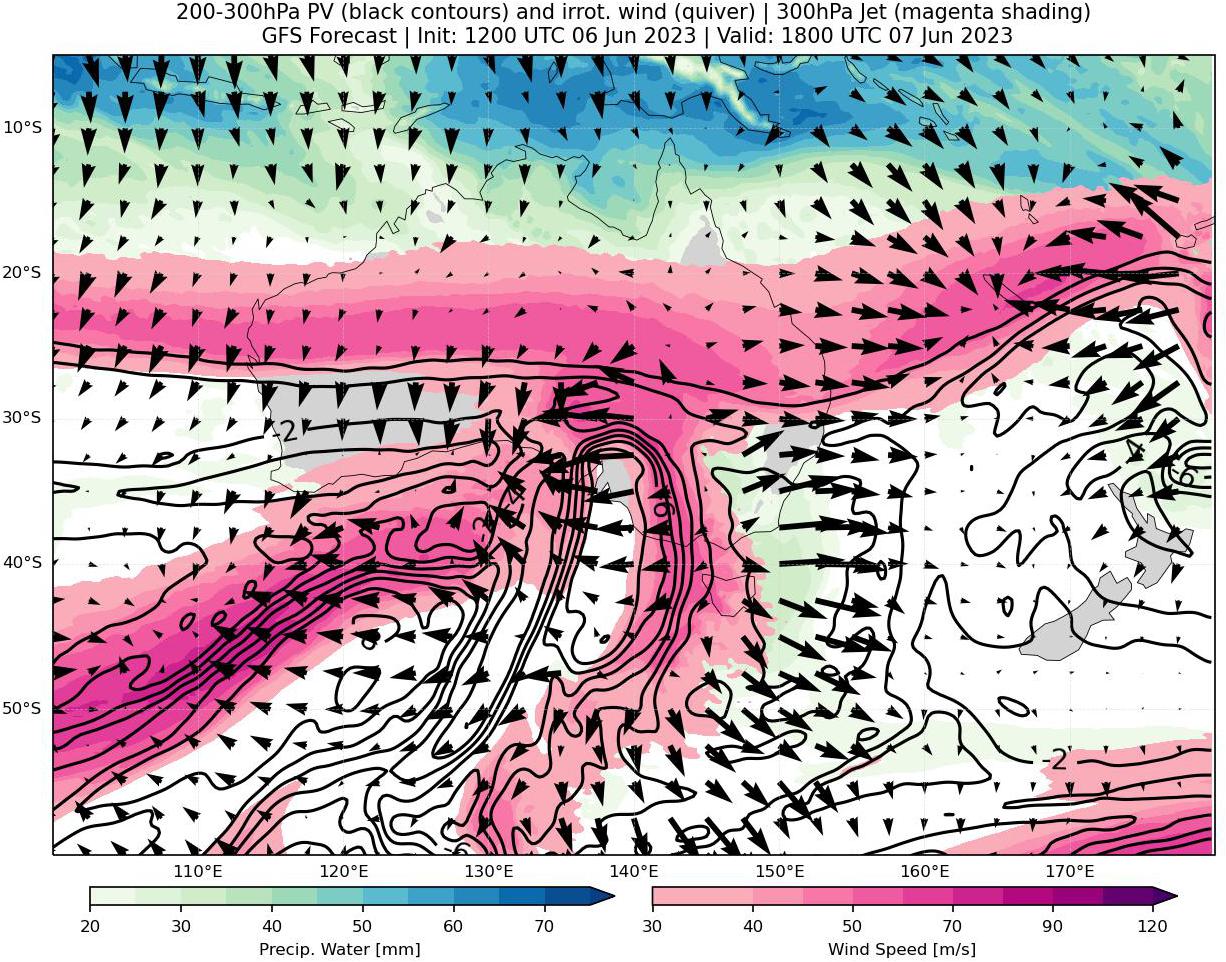 200-300hPa PV (black contours) and irrot. wind (quiver) | 300hPa Jet (magenta shading)
GFS Forecast | Init: 1200 UTC 06 Jun 2023 | Valid: 1800 UTC 07 Jun 2023
10°S
20°S
30°S
40°S
50°S
-2
-2
-6
-4
-6
-2
110°E 120°E 130°E 140°E 150°E 160°E 170°E
20 30 40 50 60 70
Precip. Water [mm]
30 40 50 70 90 120
Wind Speed [m/s]